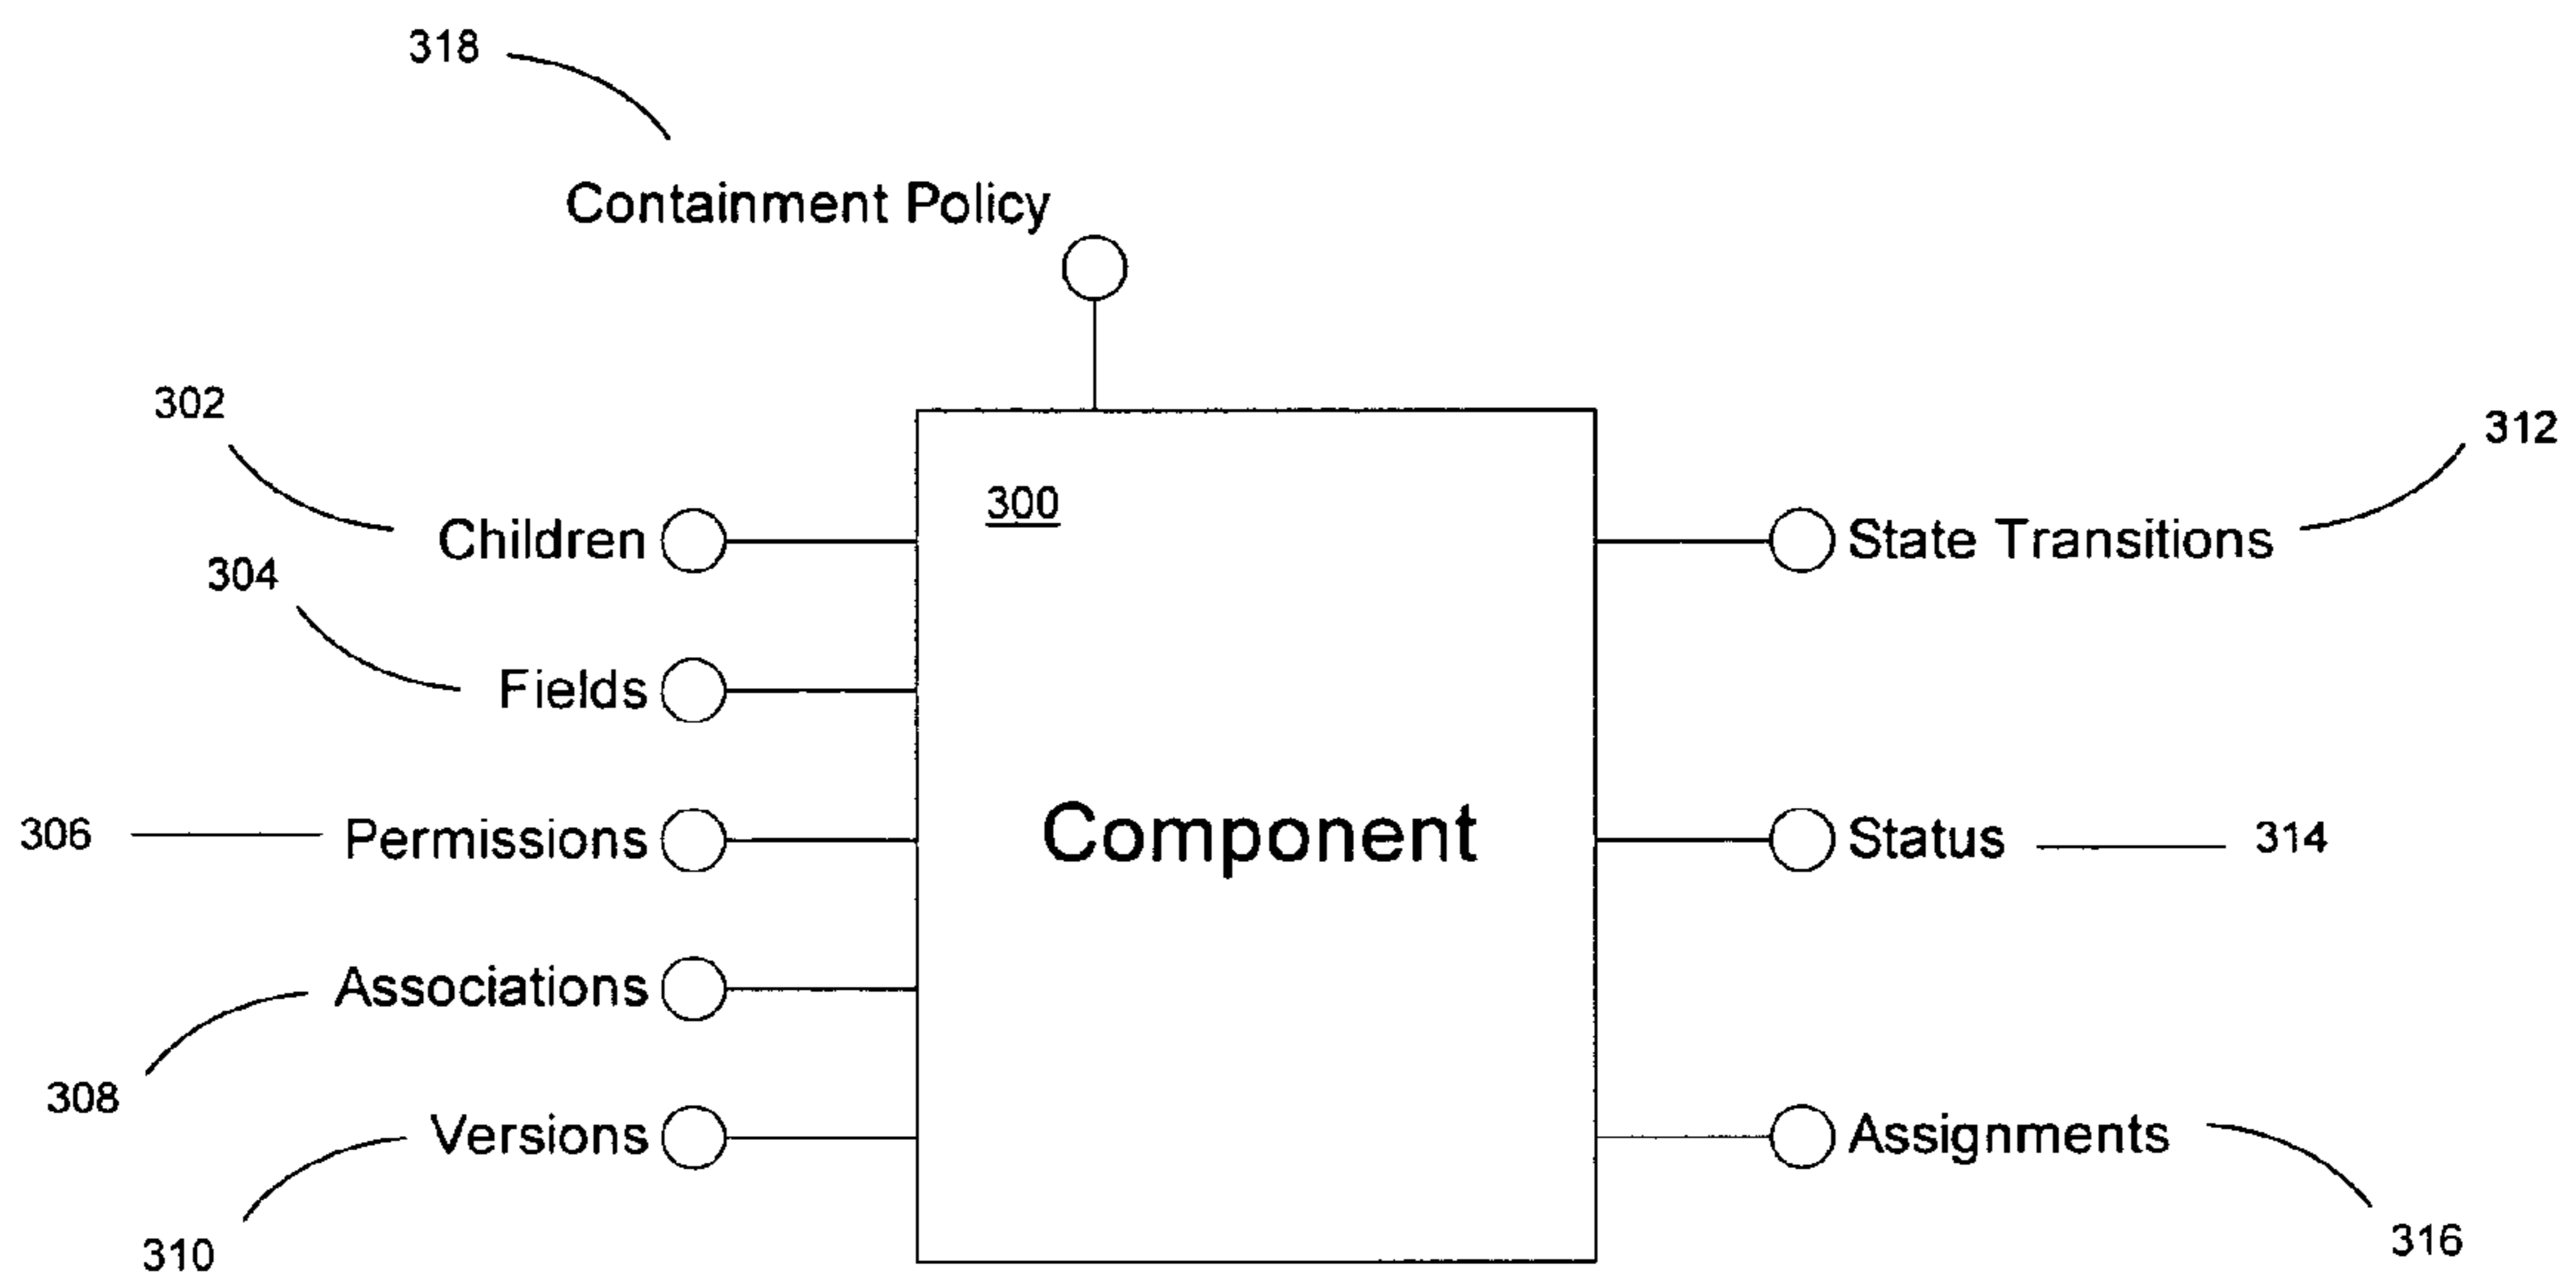 318
Containment Policy
302
312
300
Children
State Transitions
304
Fields
306
Permissions
Component
Status
314
Associations
308
Versions
Assignments
310
316